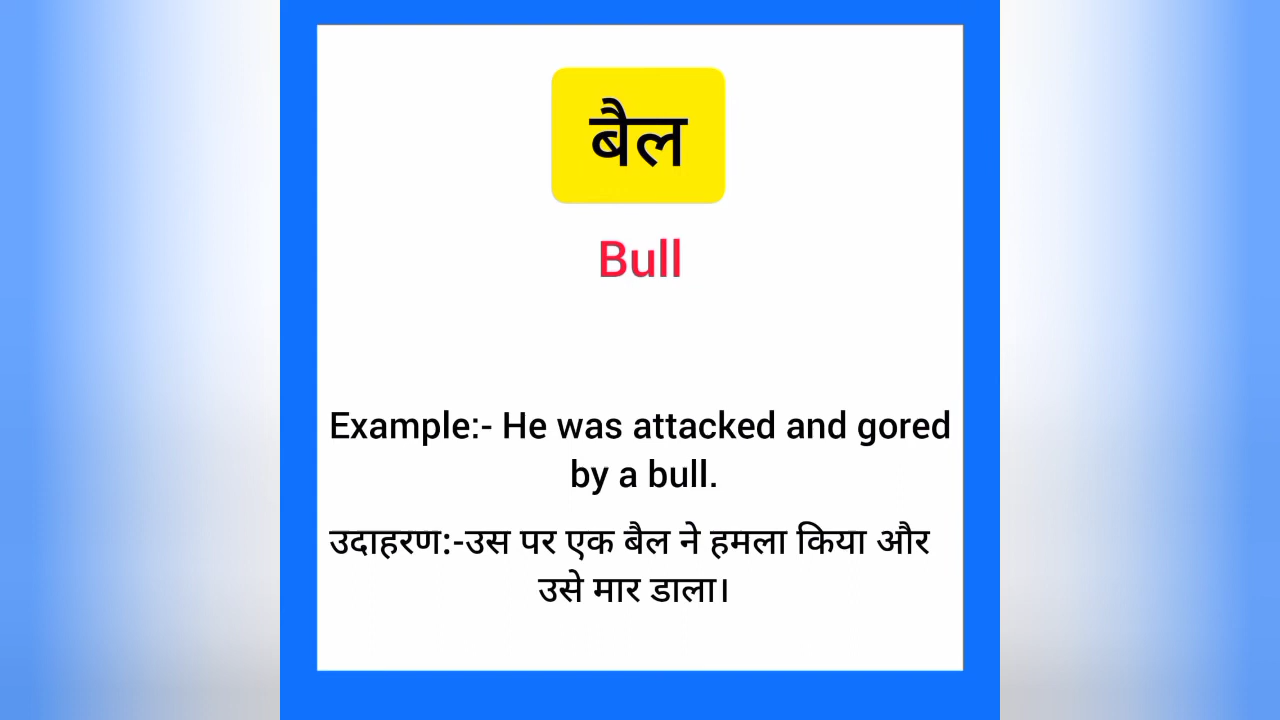 बैल
Bull
Example:- He was attacked and gored
by a bull.
उदाहरण:-उस पर एक बैल ने हमला किया और
उसे मार डाला।